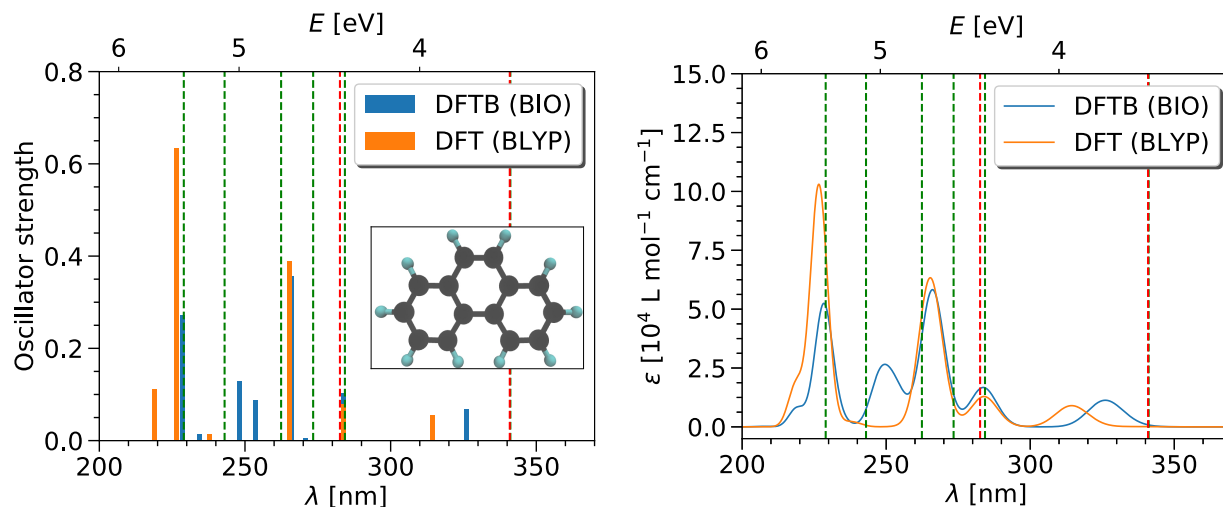 E [eV]
6 5 4
0.8
0.6
0.4
0.2
0.0
Oscillator strength
DFTB (BIO)
DFT (BLYP)
200 250 300 350
λ [nm]
E [eV]
6 5 4
15.0
12.5
10.0
7.5
5.0
2.5
0.0
ε [10⁴ L mol⁻¹ cm⁻¹]
DFTB (BIO)
DFT (BLYP)
200 250 300 350
λ [nm]